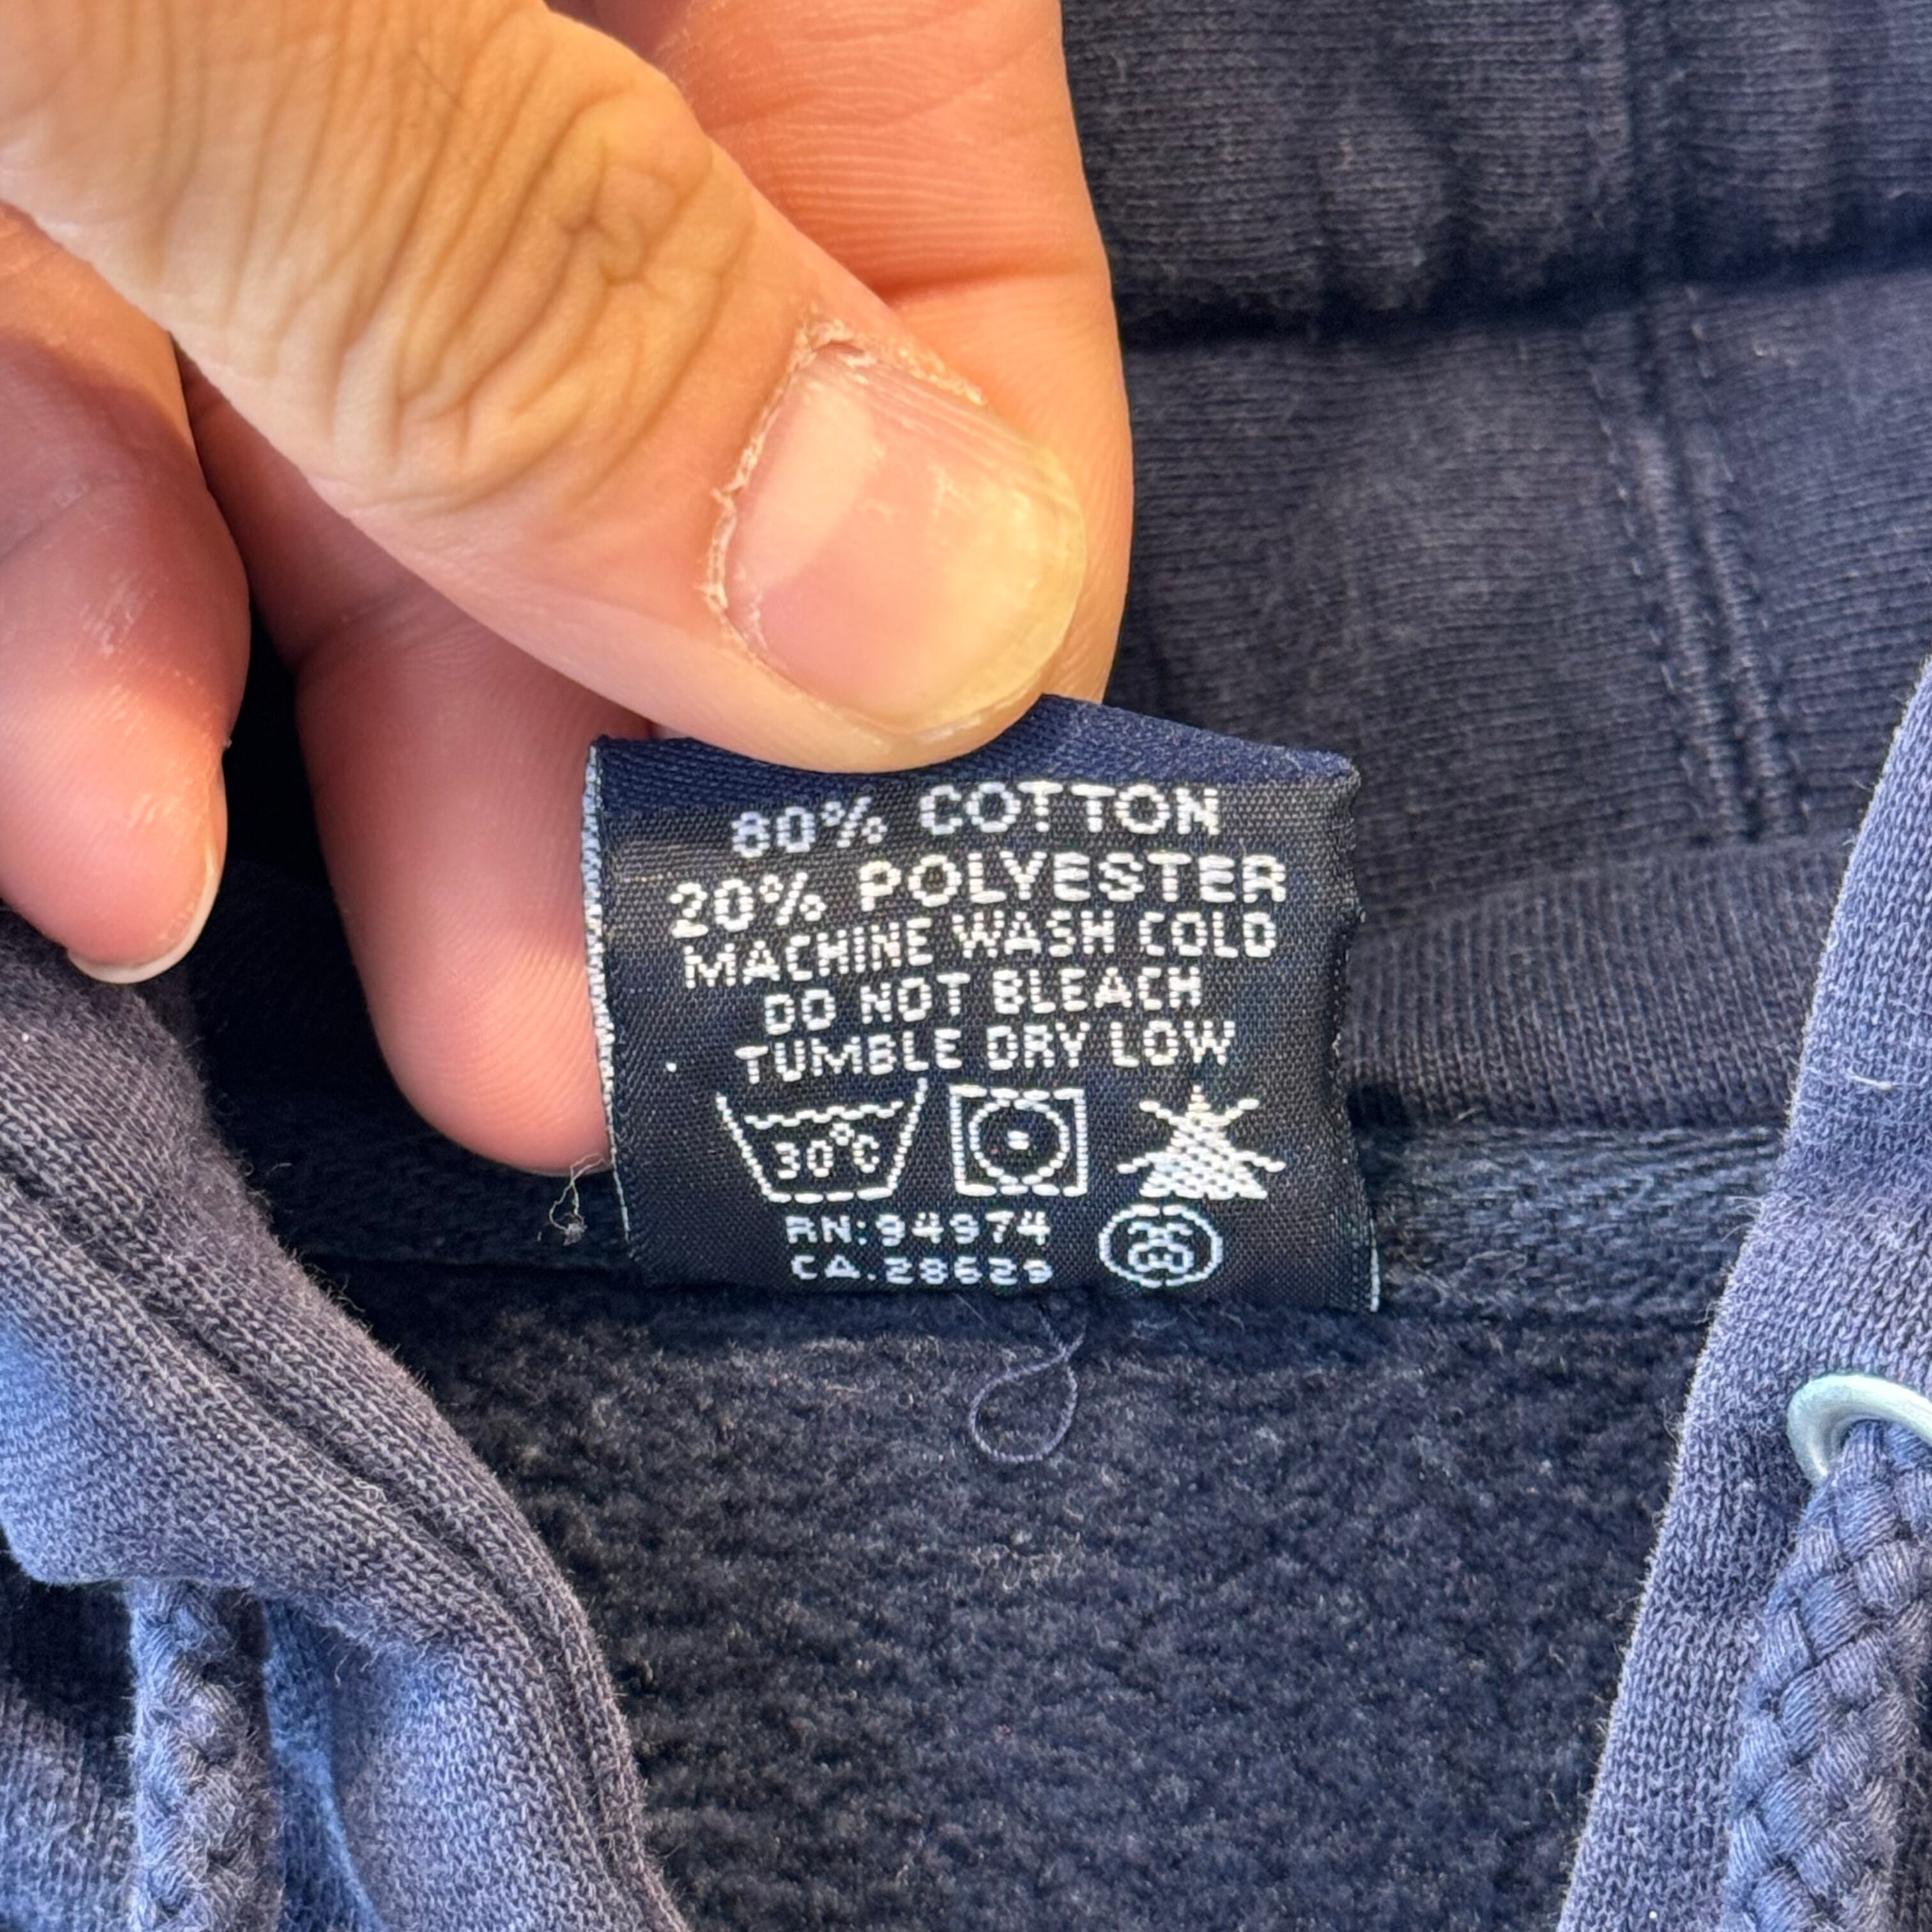 80% COTTON
20% POLYESTER
MACHINE WASH COLD
DO NOT BLEACH
TUMBLE DRY LOW
30°C
RN:94974
CA.28629